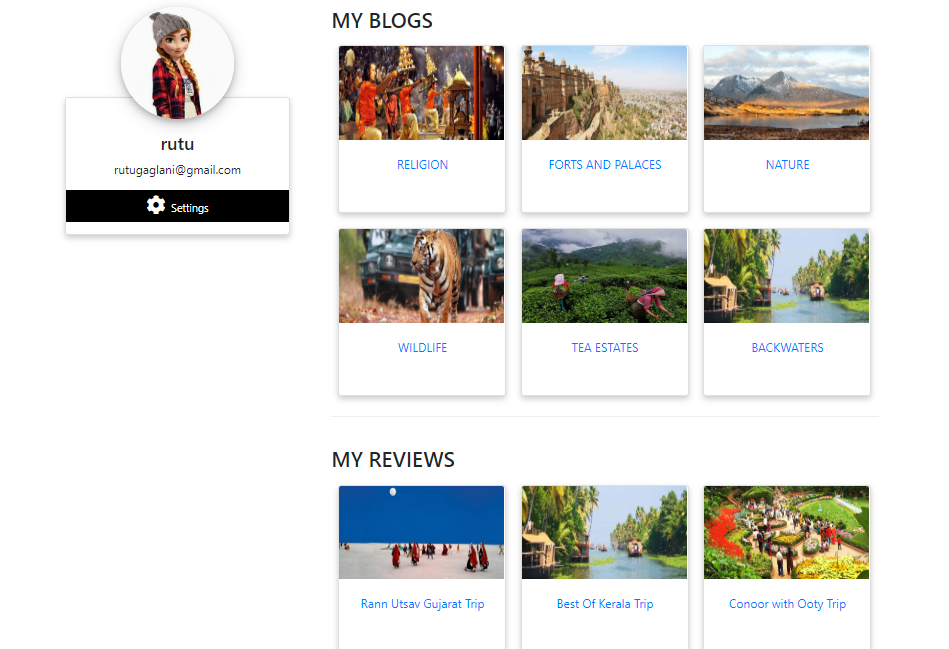 rutu
rutugaglani@gmail.com
Settings
MY BLOGS
RELIGION
FORTS AND PALACES
NATURE
WILDLIFE
TEA ESTATES
BACKWATERS
MY REVIEWS
Rann Utsav Gujarat Trip
Best Of Kerala Trip
Conoor with Ooty Trip